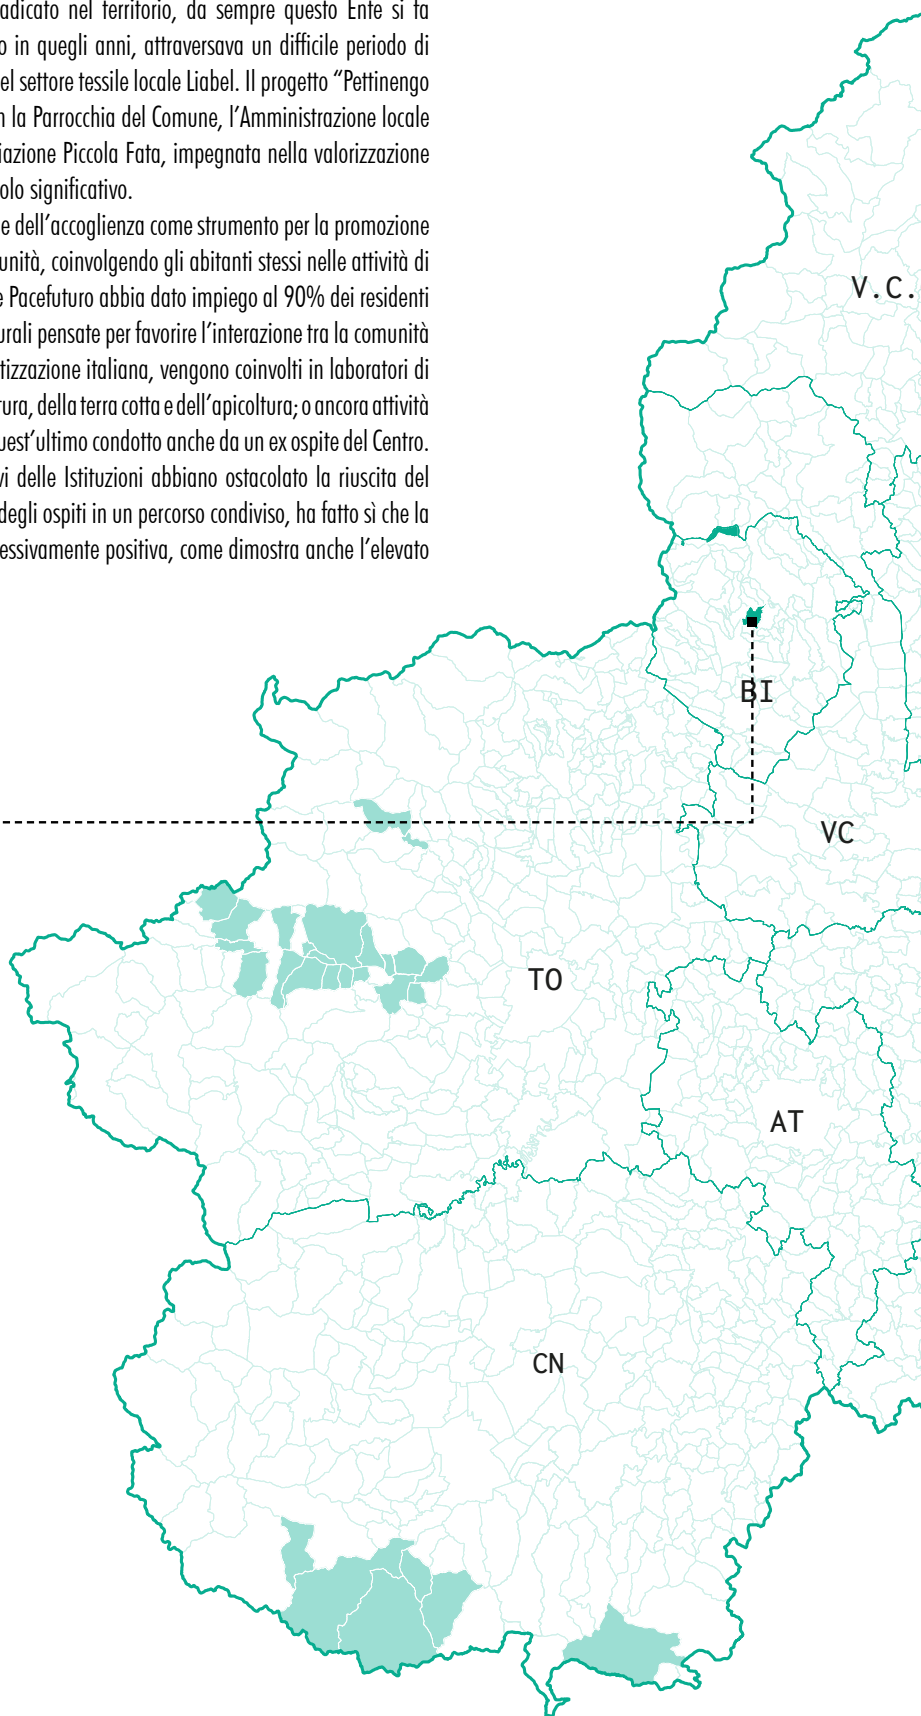 adicato nel territorio, da sempre questo Ente si fa
o in quegli anni, attraversava un difficile periodo di
el settore tessile locale Liabel. Il progetto “Pettinengo
n la Parrocchia del Comune, l’Amministrazione locale
iazione Piccola Fata, impegnata nella valorizzazione
olo significativo.
e dell’accoglienza come strumento per la promozione
unità, coinvolgendo gli abitanti stessi nelle attività di
e Pacefuturo abbia dato impiego al 90% dei residenti
urali pensate per favorire l’interazione tra la comunità
tizzazione italiana, vengono coinvolti in laboratori di
tura, della terra cotta e dell’apicoltura; o ancora attività
uest’ultimo condotto anche da un ex ospite del Centro.
vi delle Istituzioni abbiano ostacolato la riuscita del
degli ospiti in un percorso condiviso, ha fatto sì che la
essivamente positiva, come dimostra anche l’elevato
V.C.
BI
VC
TO
AT
CN